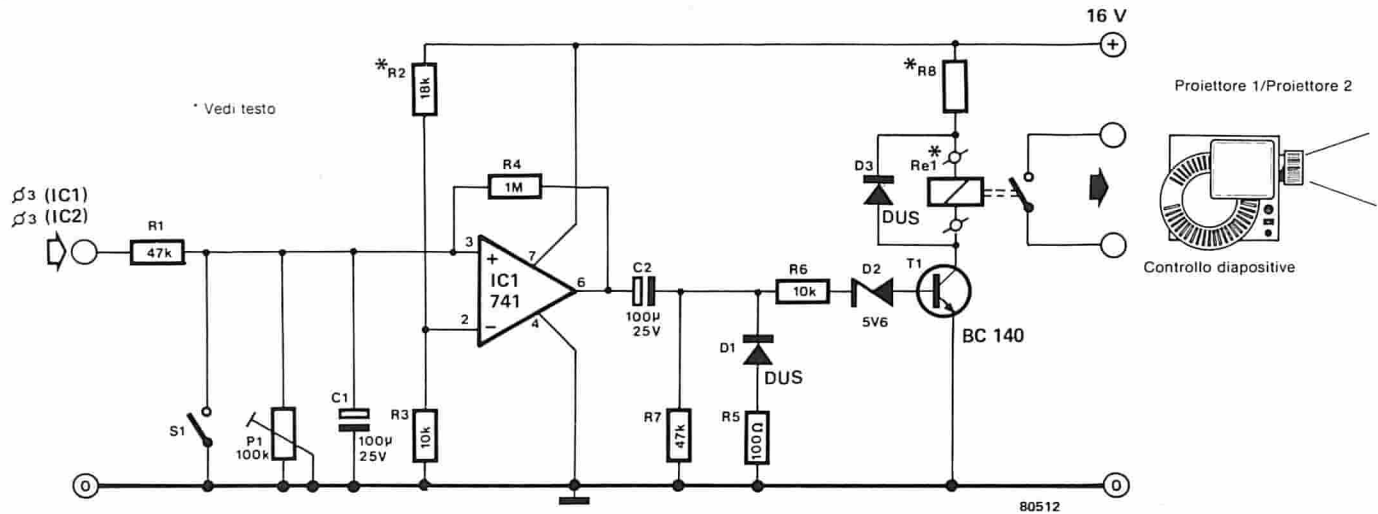 16 V
+
*R2
18k
*R8
* Vedi testo
Proiettore 1/Proiettore 2
R4
1M
D3
DUS
*
Re1
∅3 (IC1)
∅3 (IC2)
R1
47k
3
+
7
IC1
741
6
2
−
4
C2
100µ
25V
R6
10k
D2
5V6
T1
BC 140
Controllo diapositive
S1
P1
100k
C1
100µ
25V
R3
10k
R7
47k
D1
DUS
R5
100Ω
0
0
80512